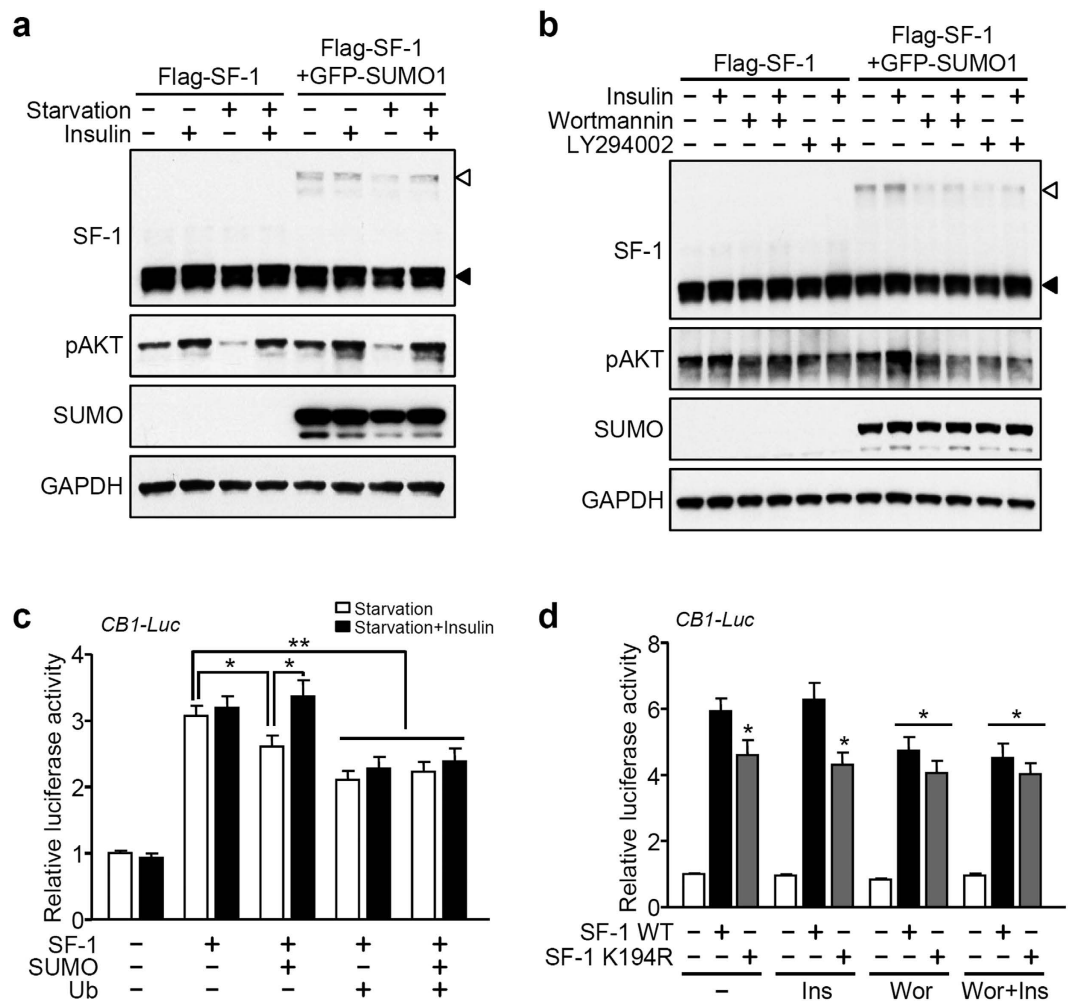 a
Flag-SF-1
Flag-SF-1
+GFP-SUMO1
Starvation – – + + – – + +
Insulin – + – + – + – +
SF-1
pAKT
SUMO
GAPDH
b
Flag-SF-1
Flag-SF-1
+GFP-SUMO1
– + – + – + – + – + – + Insulin
– – + + – – – – + + – – Wortmannin
– – – – + + – – – – + + LY294002
SF-1
pAKT
SUMO
GAPDH
c
CB1-Luc
Starvation
Starvation+Insulin
Relative luciferase activity
4
3
2
1
0
*
*
**
SF-1 – + + + +
SUMO – – + – +
Ub – – – + +
d
CB1-Luc
Relative luciferase activity
8
6
4
2
0
*
*
*
*
SF-1 WT – + – – + – – + – – + –
SF-1 K194R – – + – – + – – + – – +
– Ins Wor Wor+Ins